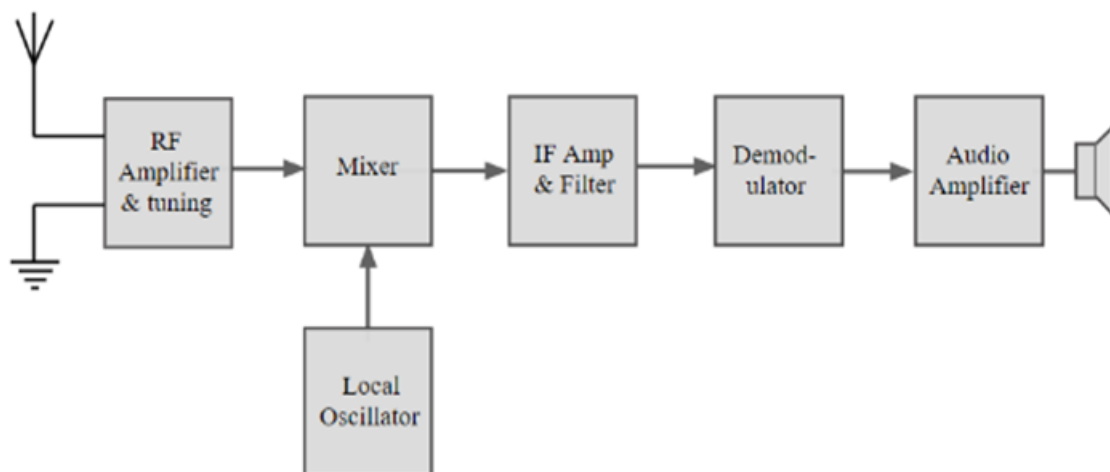 RF
Amplifier
& tuning
Mixer
IF Amp
& Filter
Demod-
ulator
Audio
Amplifier
Local
Oscillator